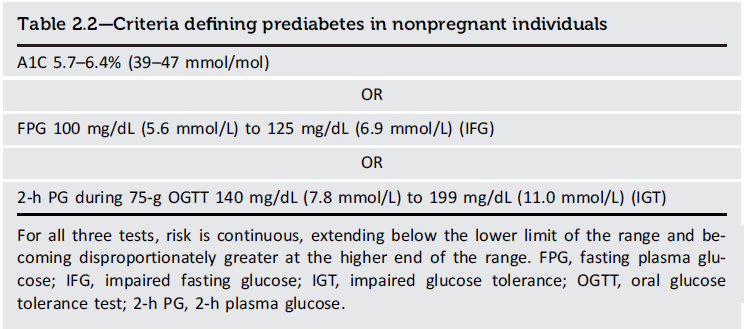 Table 2.2—Criteria defining prediabetes in nonpregnant individuals
A1C 5.7–6.4% (39–47 mmol/mol)
OR
FPG 100 mg/dL (5.6 mmol/L) to 125 mg/dL (6.9 mmol/L) (IFG)
OR
2-h PG during 75-g OGTT 140 mg/dL (7.8 mmol/L) to 199 mg/dL (11.0 mmol/L) (IGT)
For all three tests, risk is continuous, extending below the lower limit of the range and be-
coming disproportionately greater at the higher end of the range. FPG, fasting plasma glu-
cose; IFG, impaired fasting glucose; IGT, impaired glucose tolerance; OGTT, oral glucose
tolerance test; 2-h PG, 2-h plasma glucose.